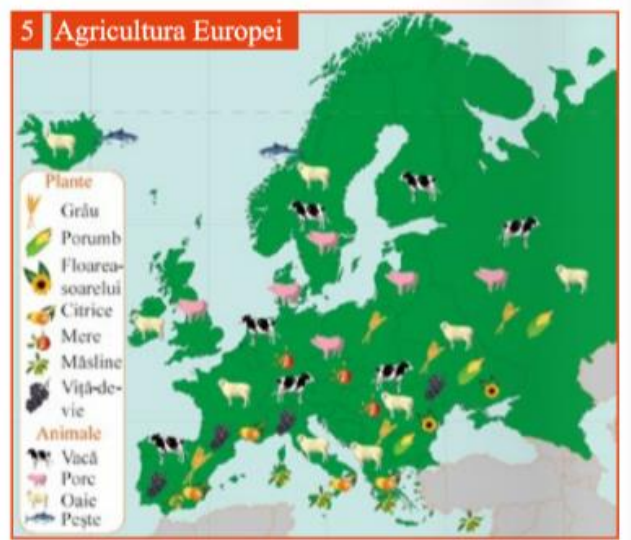 5 Agricultura Europei
Plante
Grâu
Porumb
Floarea-
soarelui
Citrice
Mere
Măsline
Viță-de-
vie
Animale
Vacă
Porc
Oaie
Pește